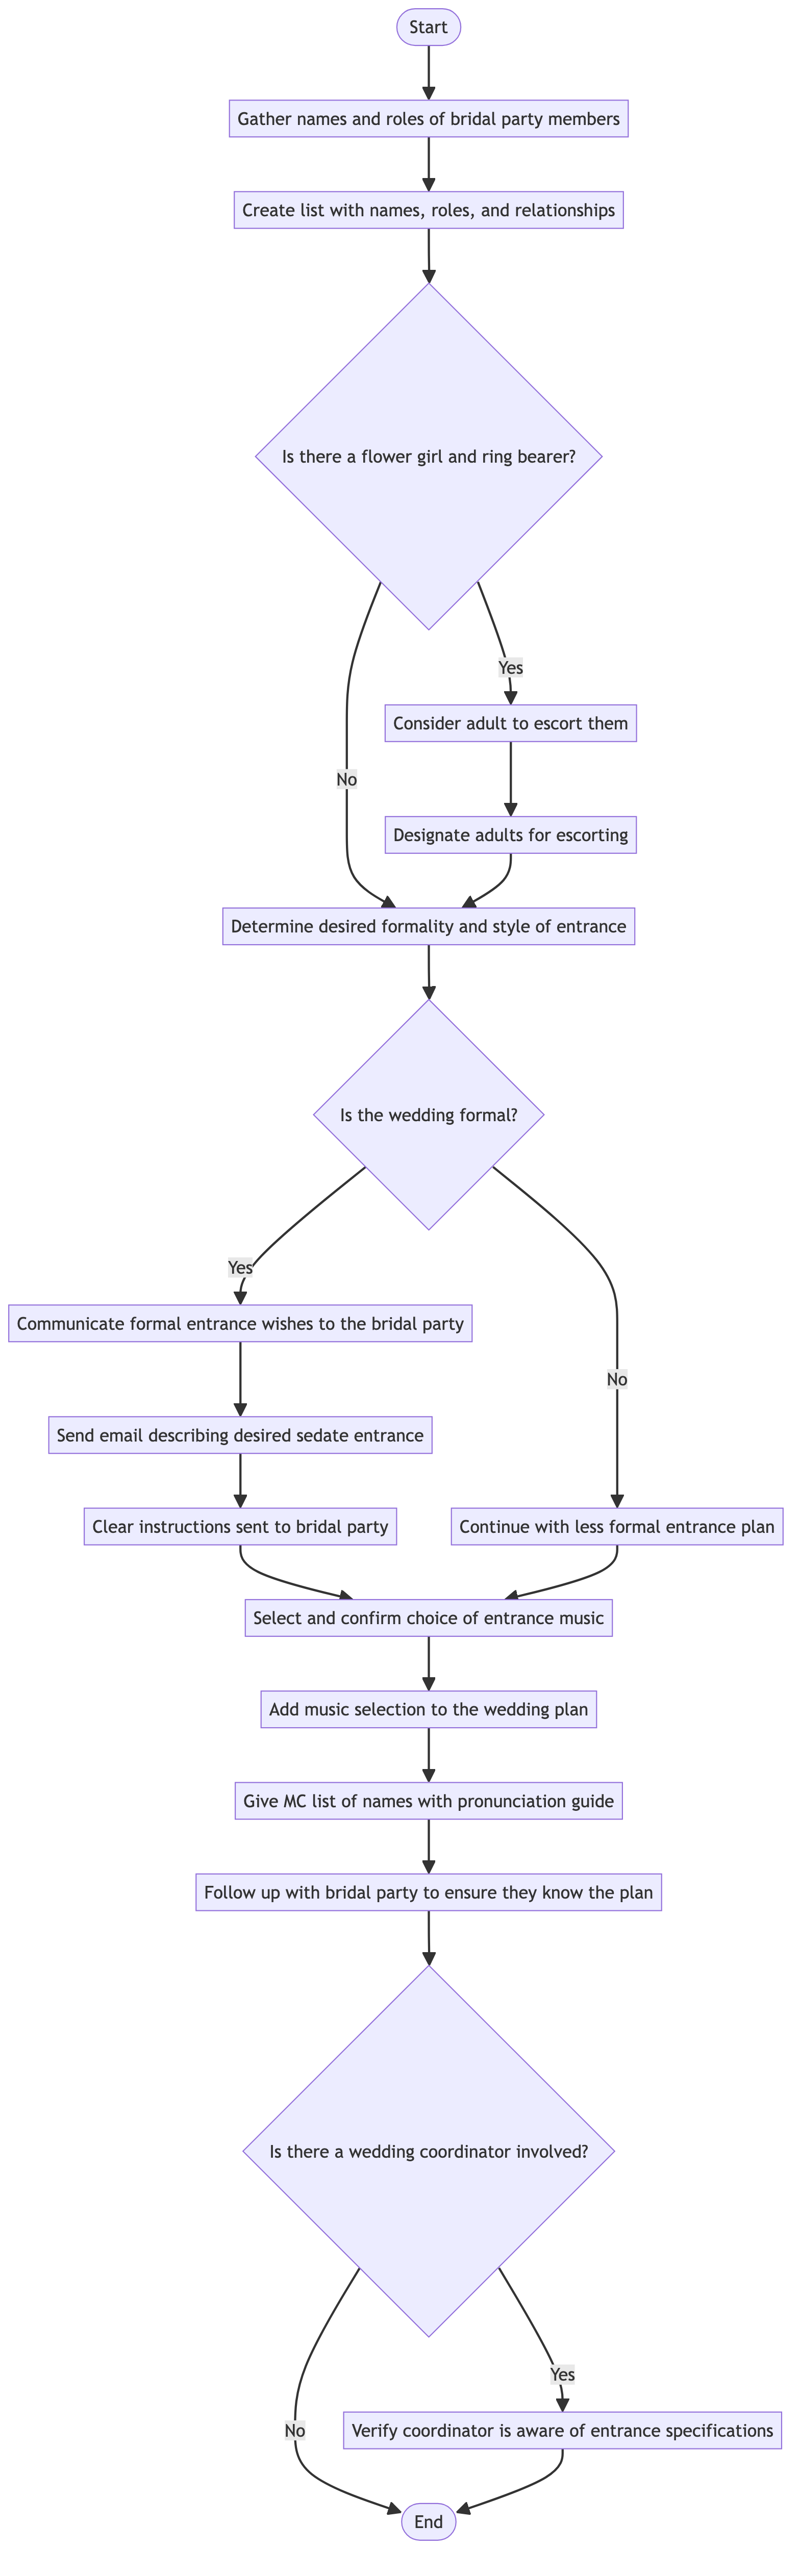 Start
Gather names and roles of bridal party members
Create list with names, roles, and relationships
Is there a flower girl and ring bearer?
Yes
Consider adult to escort them
No
Designate adults for escorting
Determine desired formality and style of entrance
Is the wedding formal?
Yes
Communicate formal entrance wishes to the bridal party
No
Send email describing desired sedate entrance
Clear instructions sent to bridal party
Continue with less formal entrance plan
Select and confirm choice of entrance music
Add music selection to the wedding plan
Give MC list of names with pronunciation guide
Follow up with bridal party to ensure they know the plan
Is there a wedding coordinator involved?
Yes
No
Verify coordinator is aware of entrance specifications
End